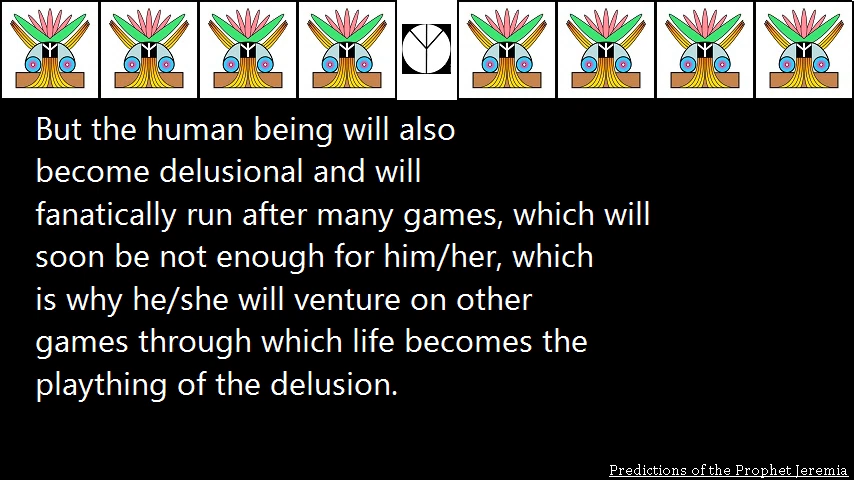 But the human being will also
become delusional and will
fanatically run after many games, which will
soon be not enough for him/her, which
is why he/she will venture on other
games through which life becomes the
plaything of the delusion.
Predictions of the Prophet Jeremia